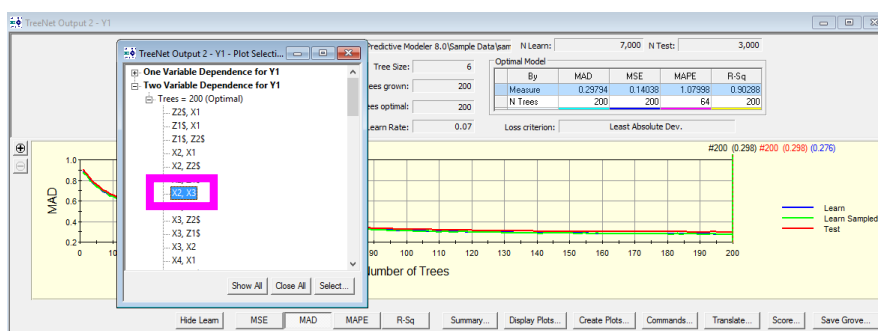 TreeNet Output 2 - Y1
TreeNet Output 2 - Y1 - Plot Selecti...
One Variable Dependence for Y1
Two Variable Dependence for Y1
Trees = 200 (Optimal)
Z2$, X1
Z1$, X1
Z1$, Z2$
X2, X1
X2, Z2$
X2, X3
X3, Z2$
X3, Z1$
X3, X2
X4, X1
Show All Close All Select...
Predictive Modeler 8.0\Sample Data\sam N Learn: 7,000 N Test: 3,000
Tree Size: 6
ees grown: 200
ees optimal: 200
Learn Rate: 0.07
Optimal Model
By MAD MSE MAPE R-Sq
Measure 0.29794 0.14038 1.07998 0.90288
N Trees 200 200 64 200
Loss criterion: Least Absolute Dev.
#200 (0.298) #200 (0.298) (0.276)
MAD
1.0
0.8
0.6
0.4
0.2
0 10 90 100 110 120 130 140 150 160 170 180 190 200
umber of Trees
Learn
Learn Sampled
Test
Hide Learn MSE MAD MAPE R-Sq Summary... Display Plots... Create Plots... Commands... Translate... Score... Save Grove...